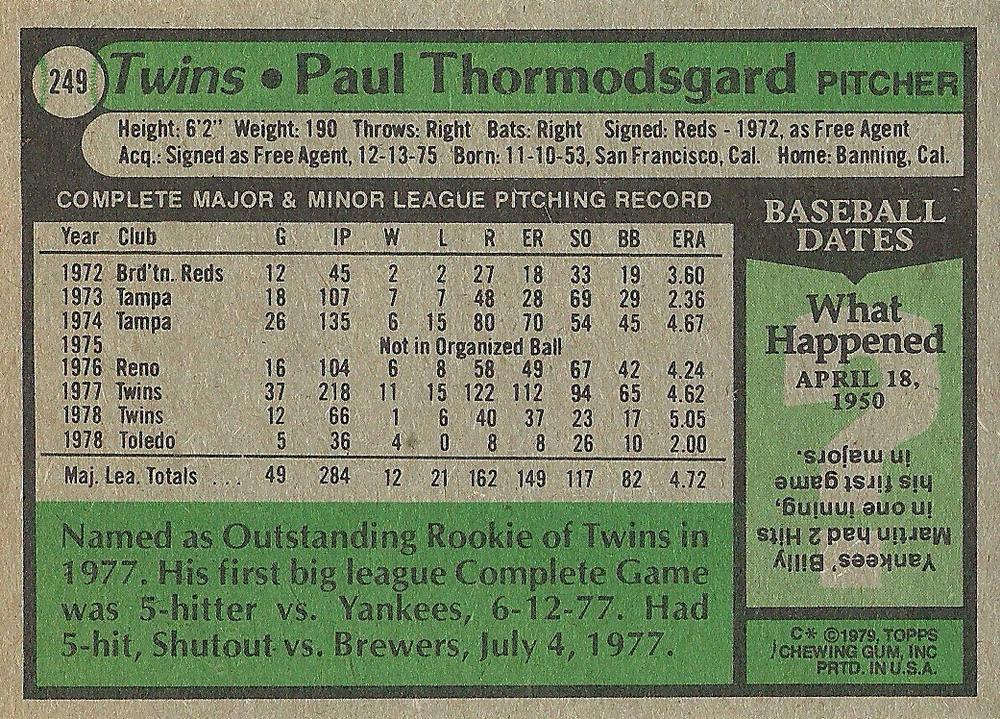 249 Twins • Paul Thormodsgard PITCHER
Height: 6'2" Weight: 190 Throws: Right Bats: Right Signed: Reds - 1972, as Free Agent
Acq.: Signed as Free Agent, 12-13-75 Born: 11-10-53, San Francisco, Cal. Home: Banning, Cal.
COMPLETE MAJOR & MINOR LEAGUE PITCHING RECORD
Year Club G IP W L R ER SO BB ERA
1972 Brd'tn. Reds 12 45 2 2 27 18 33 19 3.60
1973 Tampa 18 107 7 7 48 28 69 29 2.36
1974 Tampa 26 135 6 15 80 70 54 45 4.67
1975 Not in Organized Ball
1976 Reno 16 104 6 8 58 49 67 42 4.24
1977 Twins 37 218 11 15 122 112 94 65 4.62
1978 Twins 12 66 1 6 40 37 23 17 5.05
1978 Toledo 5 36 4 0 8 8 26 10 2.00
Maj. Lea. Totals ... 49 284 12 21 162 149 117 82 4.72
Named as Outstanding Rookie of Twins in
1977. His first big league Complete Game
was 5-hitter vs. Yankees, 6-12-77. Had
5-hit, Shutout vs. Brewers, July 4, 1977.
BASEBALL
DATES
What
Happened
APRIL 18,
1950
?
Yankees' Billy
Martin had 2 Hits
in one inning,
his first game
in majors.
C* ©1979, TOPPS
CHEWING GUM, INC
PRTD. IN U.S.A.